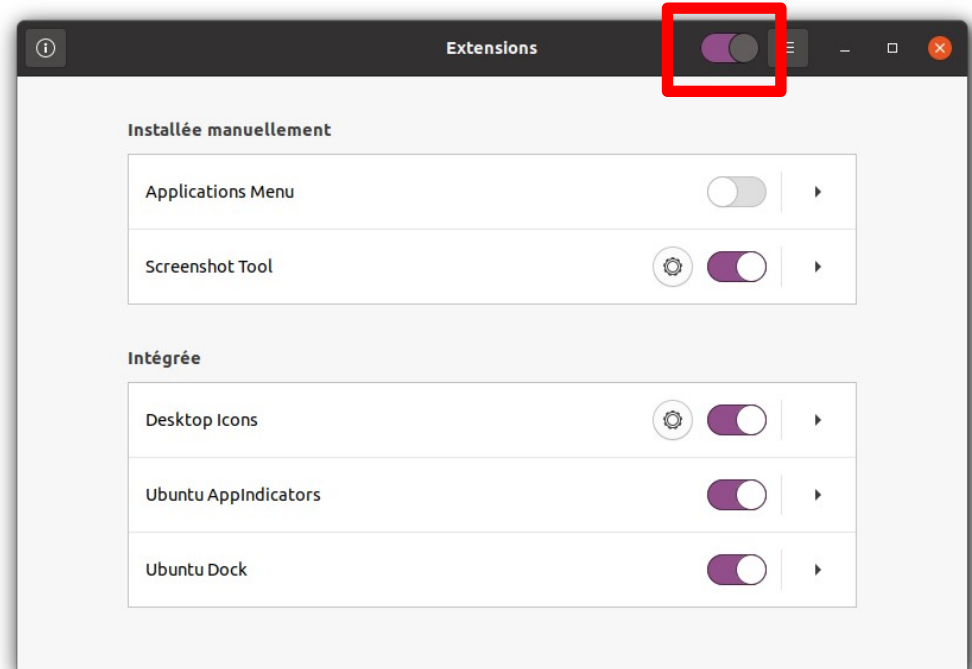 Extensions
Installée manuellement
Applications Menu
Screenshot Tool
Intégrée
Desktop Icons
Ubuntu AppIndicators
Ubuntu Dock